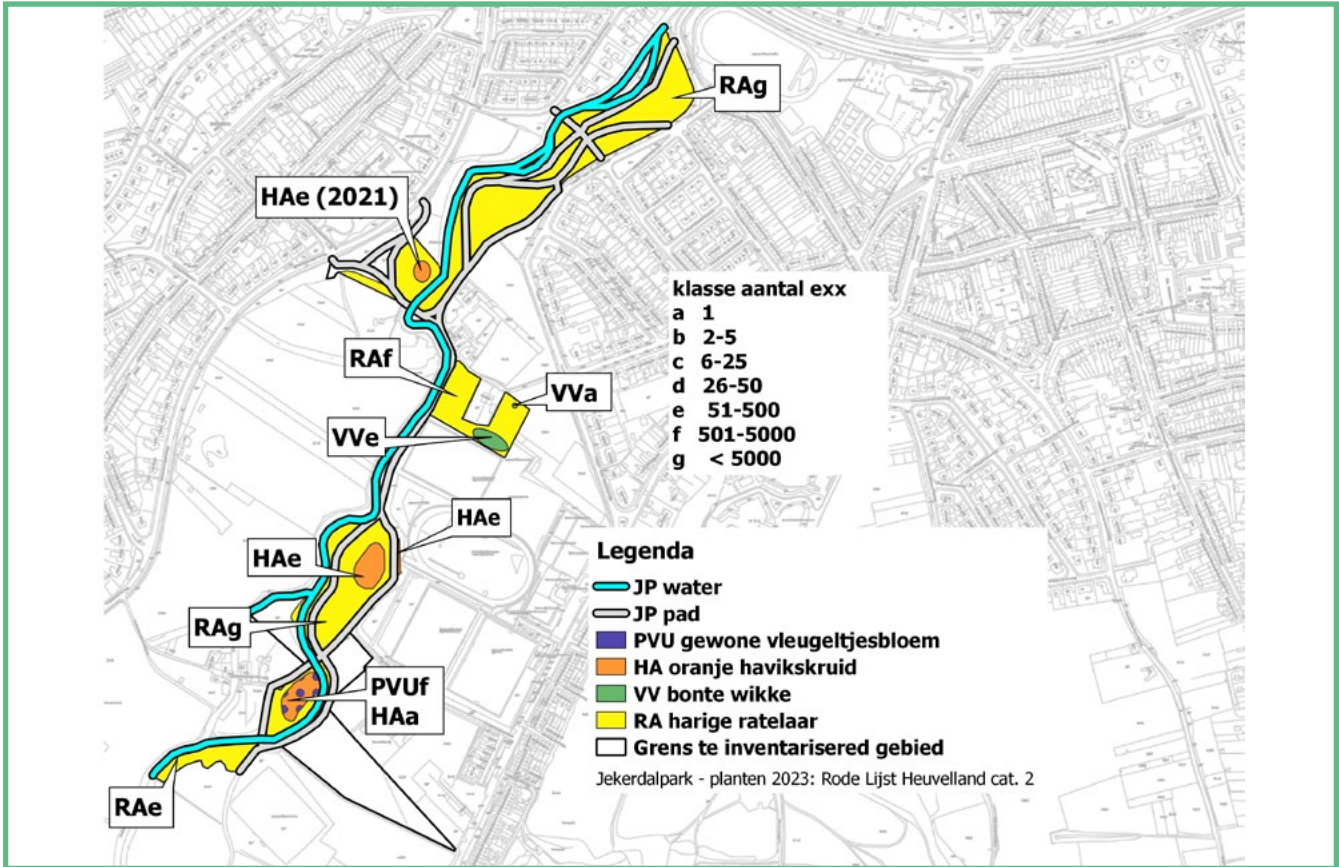 RAg
HAe (2021)
klasse aantal exx
a 1
b 2-5
c 6-25
d 26-50
e 51-500
f 501-5000
g < 5000
RAf
VVa
VVe
HAe
HAe
RAg
PVUf
HAa
RAe
Legenda
JP water
JP pad
PVU gewone vleugeltjesbloem
HA oranje havikskruid
VV bonte wikke
RA harige ratelaar
Grens te inventarisered gebied
Jekerdalpark - planten 2023: Rode Lijst Heuvelland cat. 2